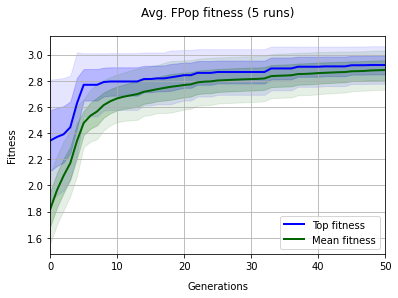 Avg. FPop fitness (5 runs)
3.0
2.8
2.6
2.4
2.2
2.0
1.8
1.6
Fitness
Top fitness
Mean fitness
0 10 20 30 40 50
Generations